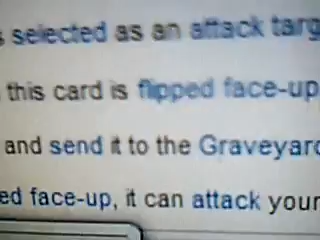 selected as an attack targ
this card is flipped face-up
and send it to the Graveyard
ed face-up, it can attack your